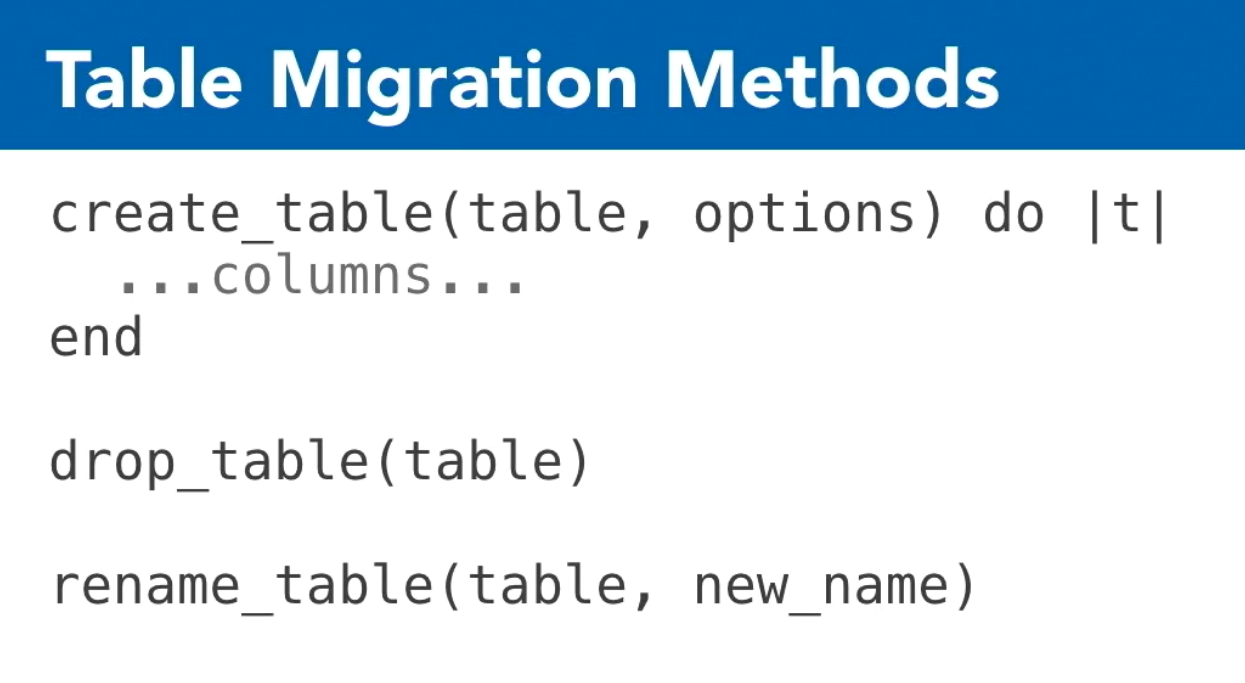 Table Migration Methods
create_table(table, options) do |t|
...columns...
end
drop_table(table)
rename_table(table, new_name)